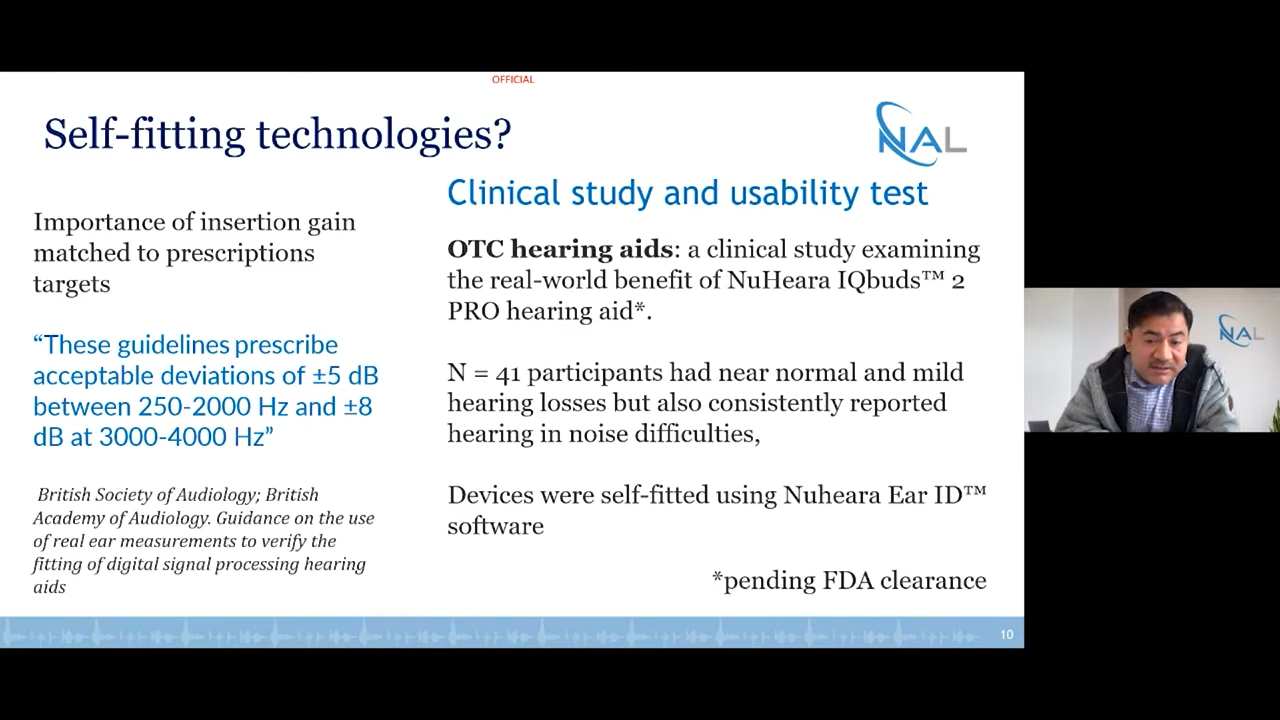 OFFICIAL
Self-fitting technologies?
NAL
Importance of insertion gain
matched to prescriptions
targets
“These guidelines prescribe
acceptable deviations of ±5 dB
between 250-2000 Hz and ±8
dB at 3000-4000 Hz”
British Society of Audiology; British
Academy of Audiology. Guidance on the use
of real ear measurements to verify the
fitting of digital signal processing hearing
aids
Clinical study and usability test
OTC hearing aids: a clinical study examining
the real-world benefit of NuHeara IQbuds™ 2
PRO hearing aid*.
N = 41 participants had near normal and mild
hearing losses but also consistently reported
hearing in noise difficulties,
Devices were self-fitted using Nuheara Ear ID™
software
*pending FDA clearance
10
NAL